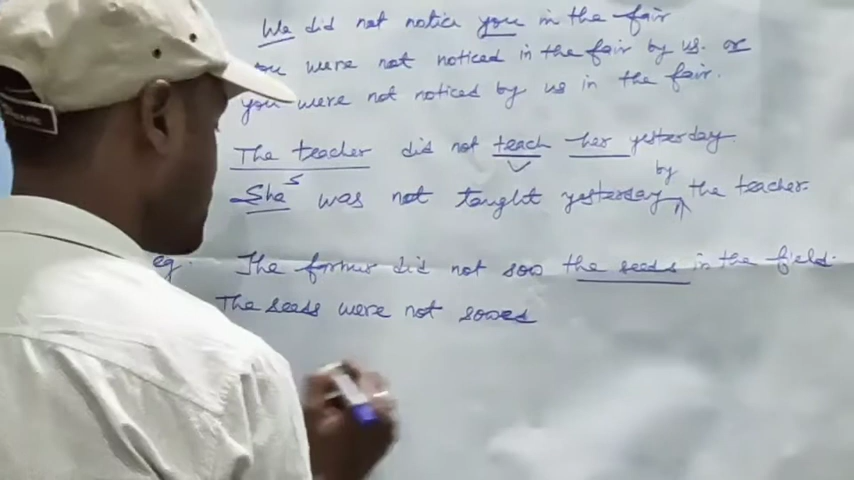 We did not notice you in the fair
You were not noticed in the fair by us. or
you were not noticed by us in the fair.
The teacher did not teach her yesterday
S
by
Sha was not taught yesterday the teacher.
eg. The farmer did not sow the seeds in the field.
The seeds were not sowed